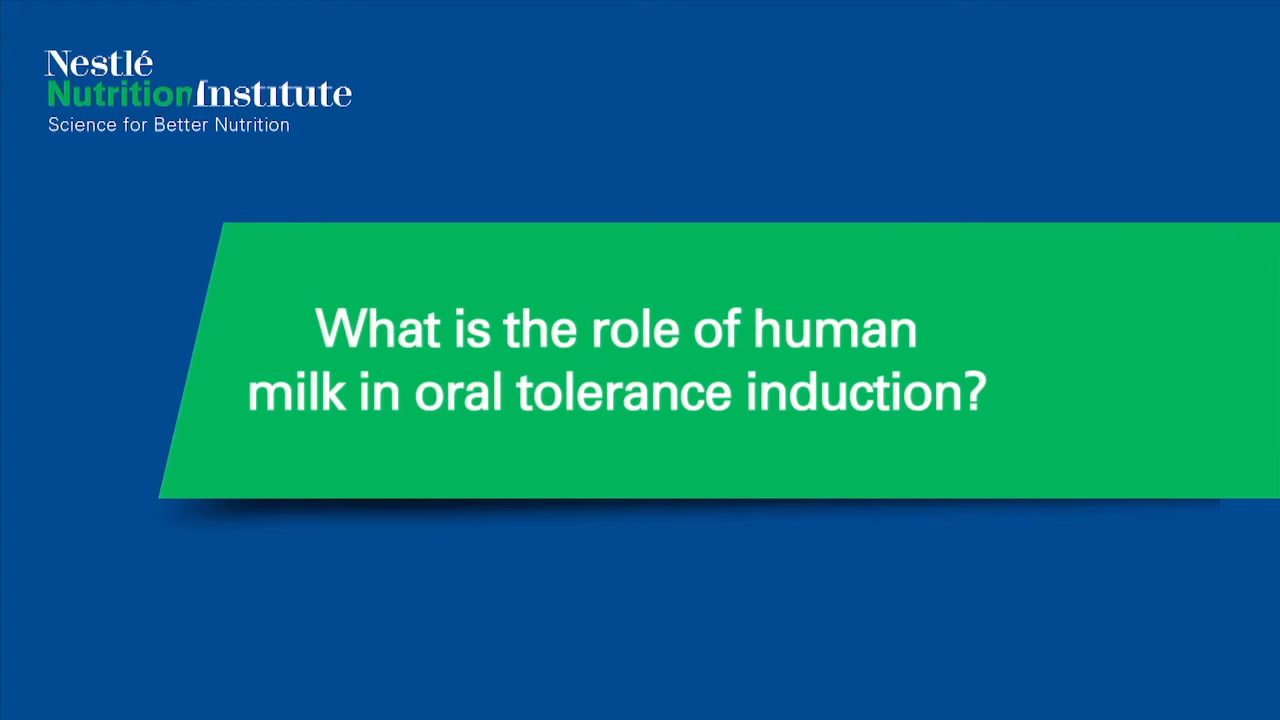 Nestlé
NutritionInstitute
Science for Better Nutrition
What is the role of human
milk in oral tolerance induction?